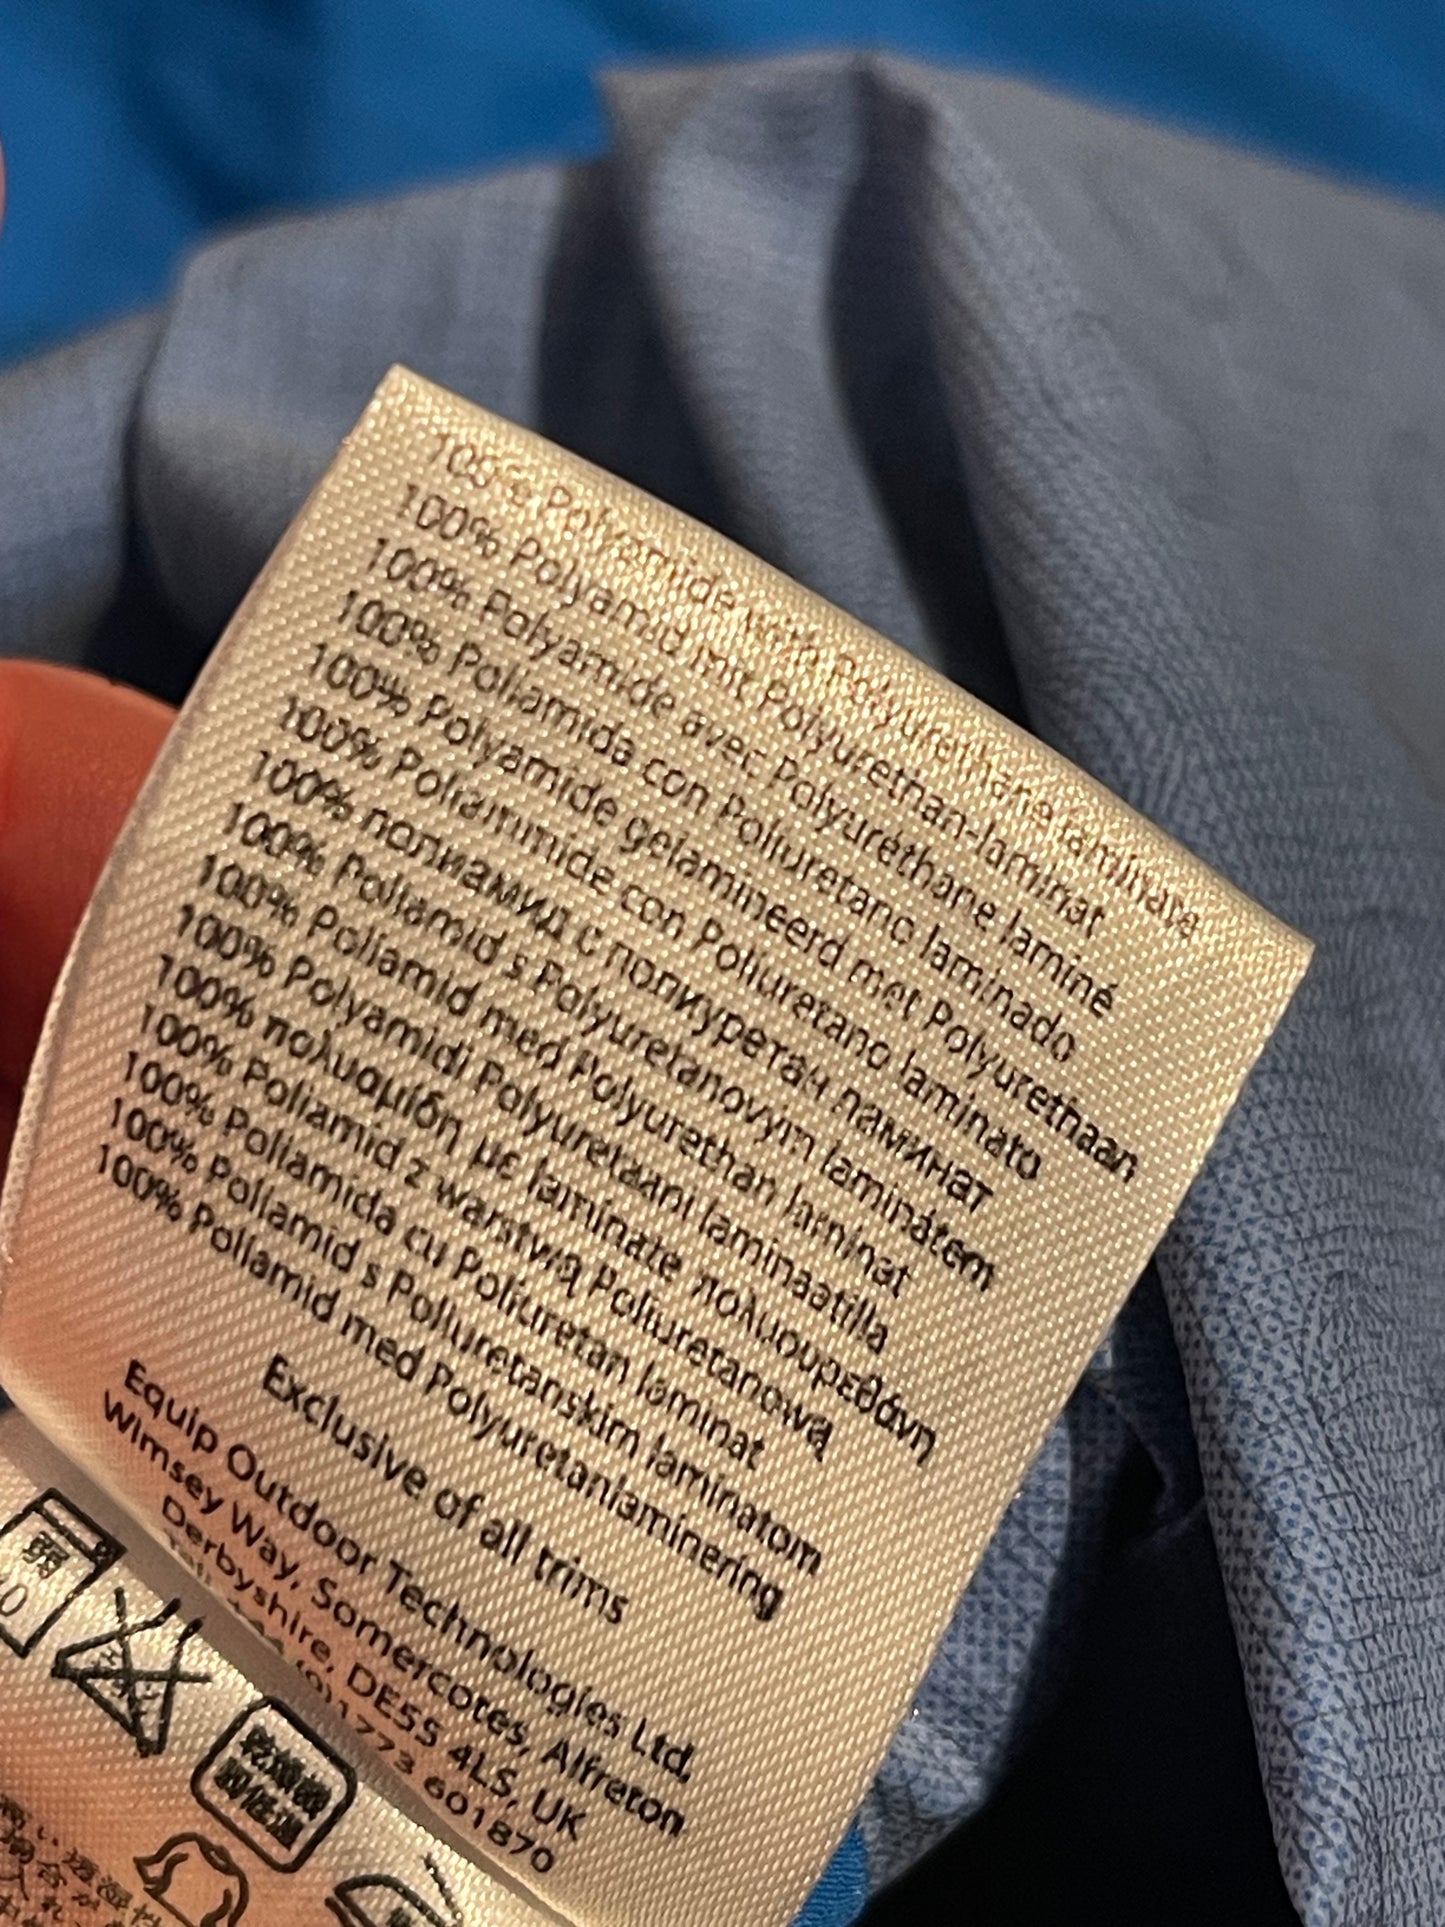 100% Polyamide with Polyurethane laminate
100% Polyamid mit Polyurethan-laminat
100% Polyamide avec Polyuréthane laminé
100% Poliamida con Poliuretano laminado
100% Polyamide gelamineerd met Polyurethaan
100% Poliammide con Poliuretano laminato
100% полиамид с полиуретан ламинат
100% Poliamid s Polyuretanovým laminátem
100% Poliamid med Polyurethan laminat
100% Polyamidi Polyuretaani laminaatilla
100% πολυαμίδη με laminate πολυουρεθάνη
100% Poliamid z warstwą Poliuretanową
100% Poliamida cu Poliuretan laminat
100% Poliamid s Poliuretanskim laminatom
100% Poliamid med Polyuretanlaminering
Exclusive of all trims
Equip Outdoor Technologies Ltd,
Wimsey Way, Somercotes, Alfreton
Derbyshire, DE55 4LS, UK
(0)1773 601870
弱
40